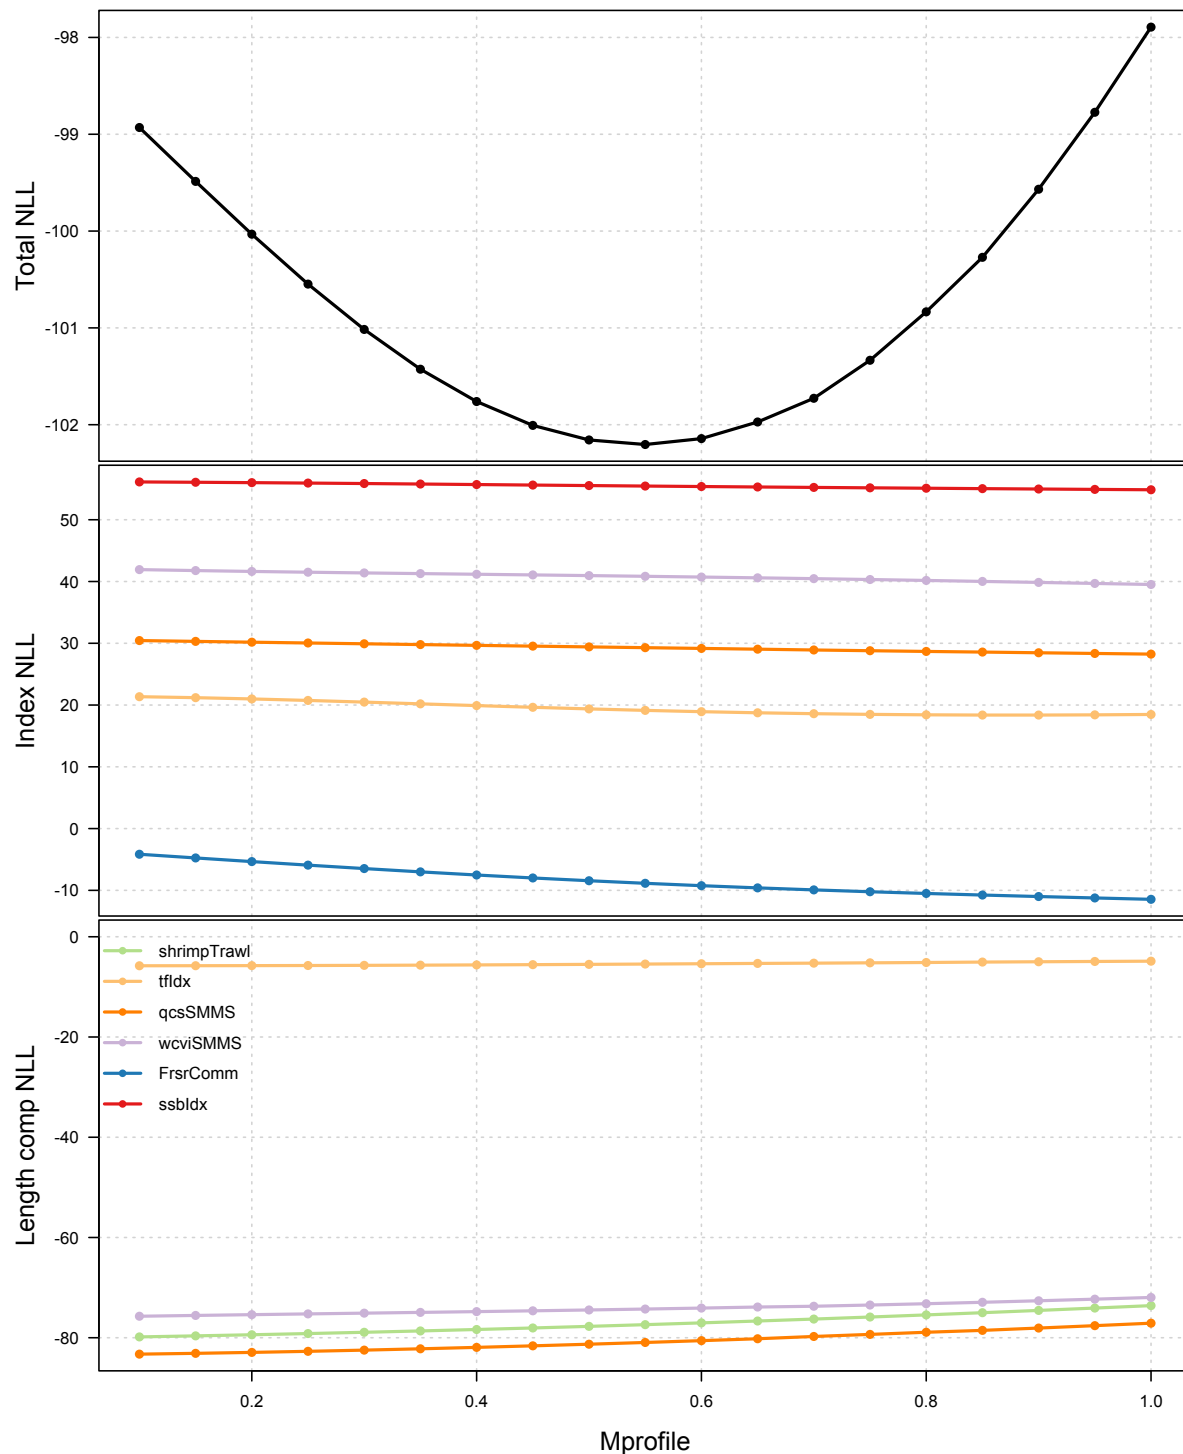 Total NLL
-98
-99
-100
-101
-102
Index NLL
50
40
30
20
10
0
-10
Length comp NLL
0
-20
-40
-60
-80
shrimpTrawl
tfIdx
qcsSMMS
wcviSMMS
FrsrComm
ssbIdx
0.2 0.4 0.6 0.8 1.0
Mprofile